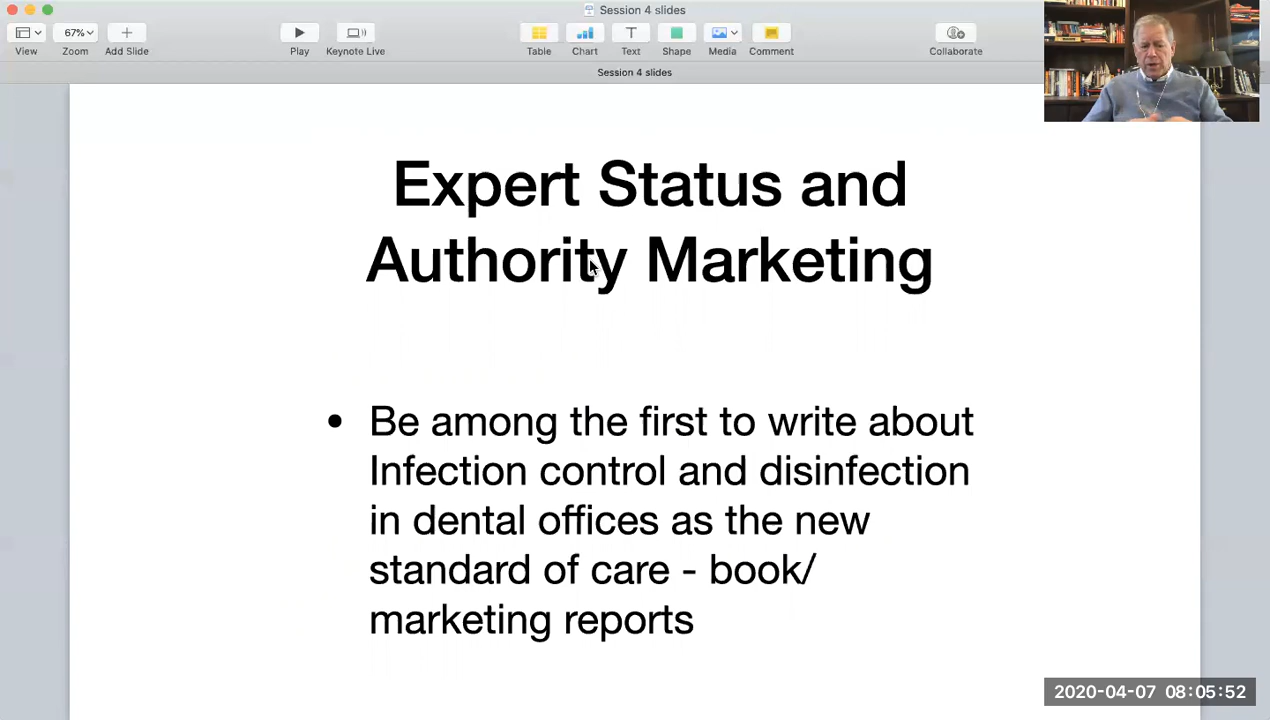 Session 4 slides
67%
View
Zoom
Add Slide
Play
Keynote Live
Table
Chart
Text
Shape
Media
Comment
Collaborate
Session 4 slides
Expert Status and
Authority Marketing
• Be among the first to write about
Infection control and disinfection
in dental offices as the new
standard of care - book/
marketing reports
2020-04-07 08:05:52